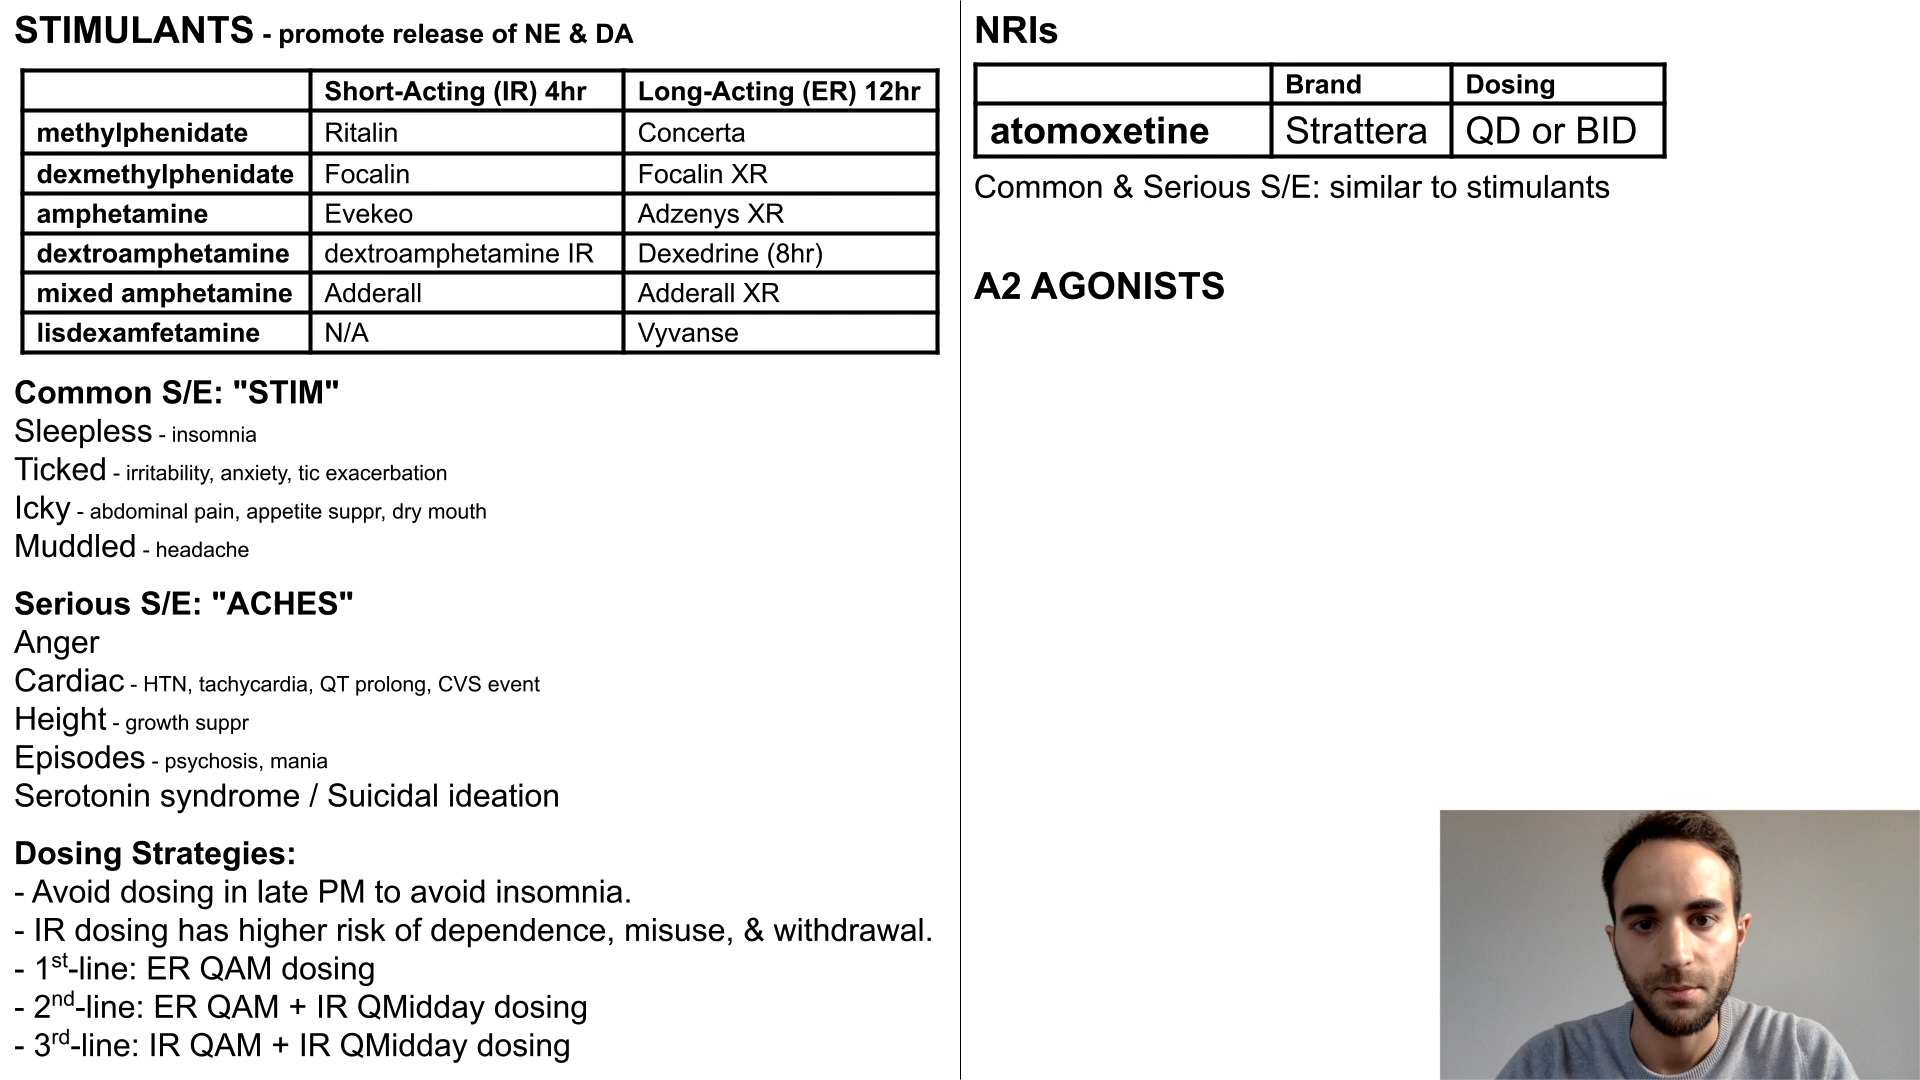 STIMULANTS - promote release of NE & DA
Short-Acting (IR) 4hr Long-Acting (ER) 12hr
methylphenidate Ritalin Concerta
dexmethylphenidate Focalin Focalin XR
amphetamine Evekeo Adzenys XR
dextroamphetamine dextroamphetamine IR Dexedrine (8hr)
mixed amphetamine Adderall Adderall XR
lisdexamfetamine N/A Vyvanse
Common S/E: "STIM"
Sleepless - insomnia
Ticked - irritability, anxiety, tic exacerbation
Icky - abdominal pain, appetite suppr, dry mouth
Muddled - headache
Serious S/E: "ACHES"
Anger
Cardiac - HTN, tachycardia, QT prolong, CVS event
Height - growth suppr
Episodes - psychosis, mania
Serotonin syndrome / Suicidal ideation
Dosing Strategies:
- Avoid dosing in late PM to avoid insomnia.
- IR dosing has higher risk of dependence, misuse, & withdrawal.
- 1st-line: ER QAM dosing
- 2nd-line: ER QAM + IR QMidday dosing
- 3rd-line: IR QAM + IR QMidday dosing
NRIs
Brand Dosing
atomoxetine Strattera QD or BID
Common & Serious S/E: similar to stimulants
A2 AGONISTS